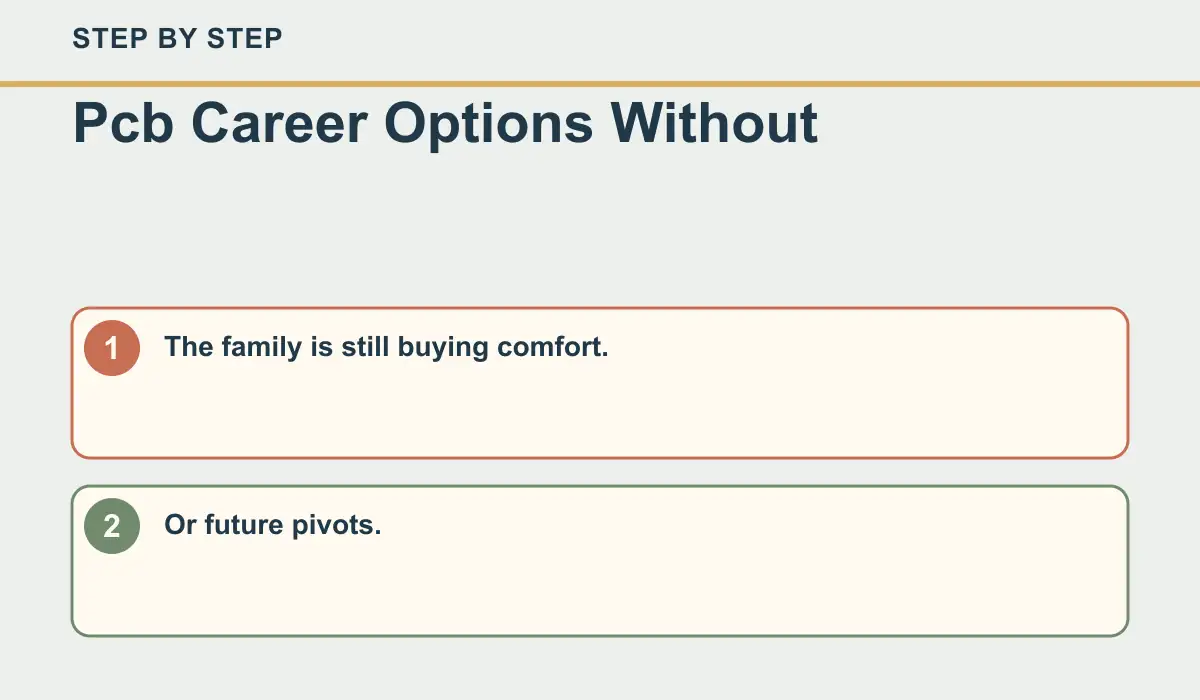 STEP BY STEP
Pcb Career Options Without
1
The family is still buying comfort.
2
Or future pivots.